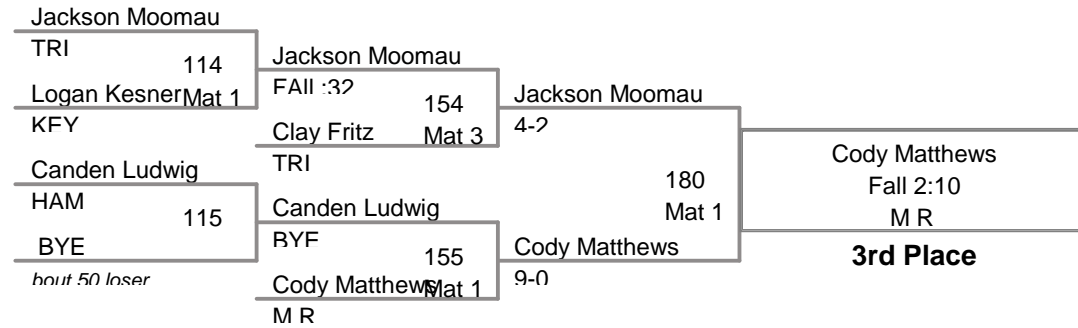 Jackson Moomau
TRI
114
Logan Kesner Mat 1
KEY
Canden Ludwig
HAM
115
BYE
bout 50 loser
Jackson Moomau
FAll :32
154
Clay Fritz Mat 3
TRI
Canden Ludwig
BYE
155
Cody Matthews Mat 1
M R
Jackson Moomau
4-2
180
Mat 1
Cody Matthews
9-0
Cody Matthews
Fall 2:10
M R
3rd Place